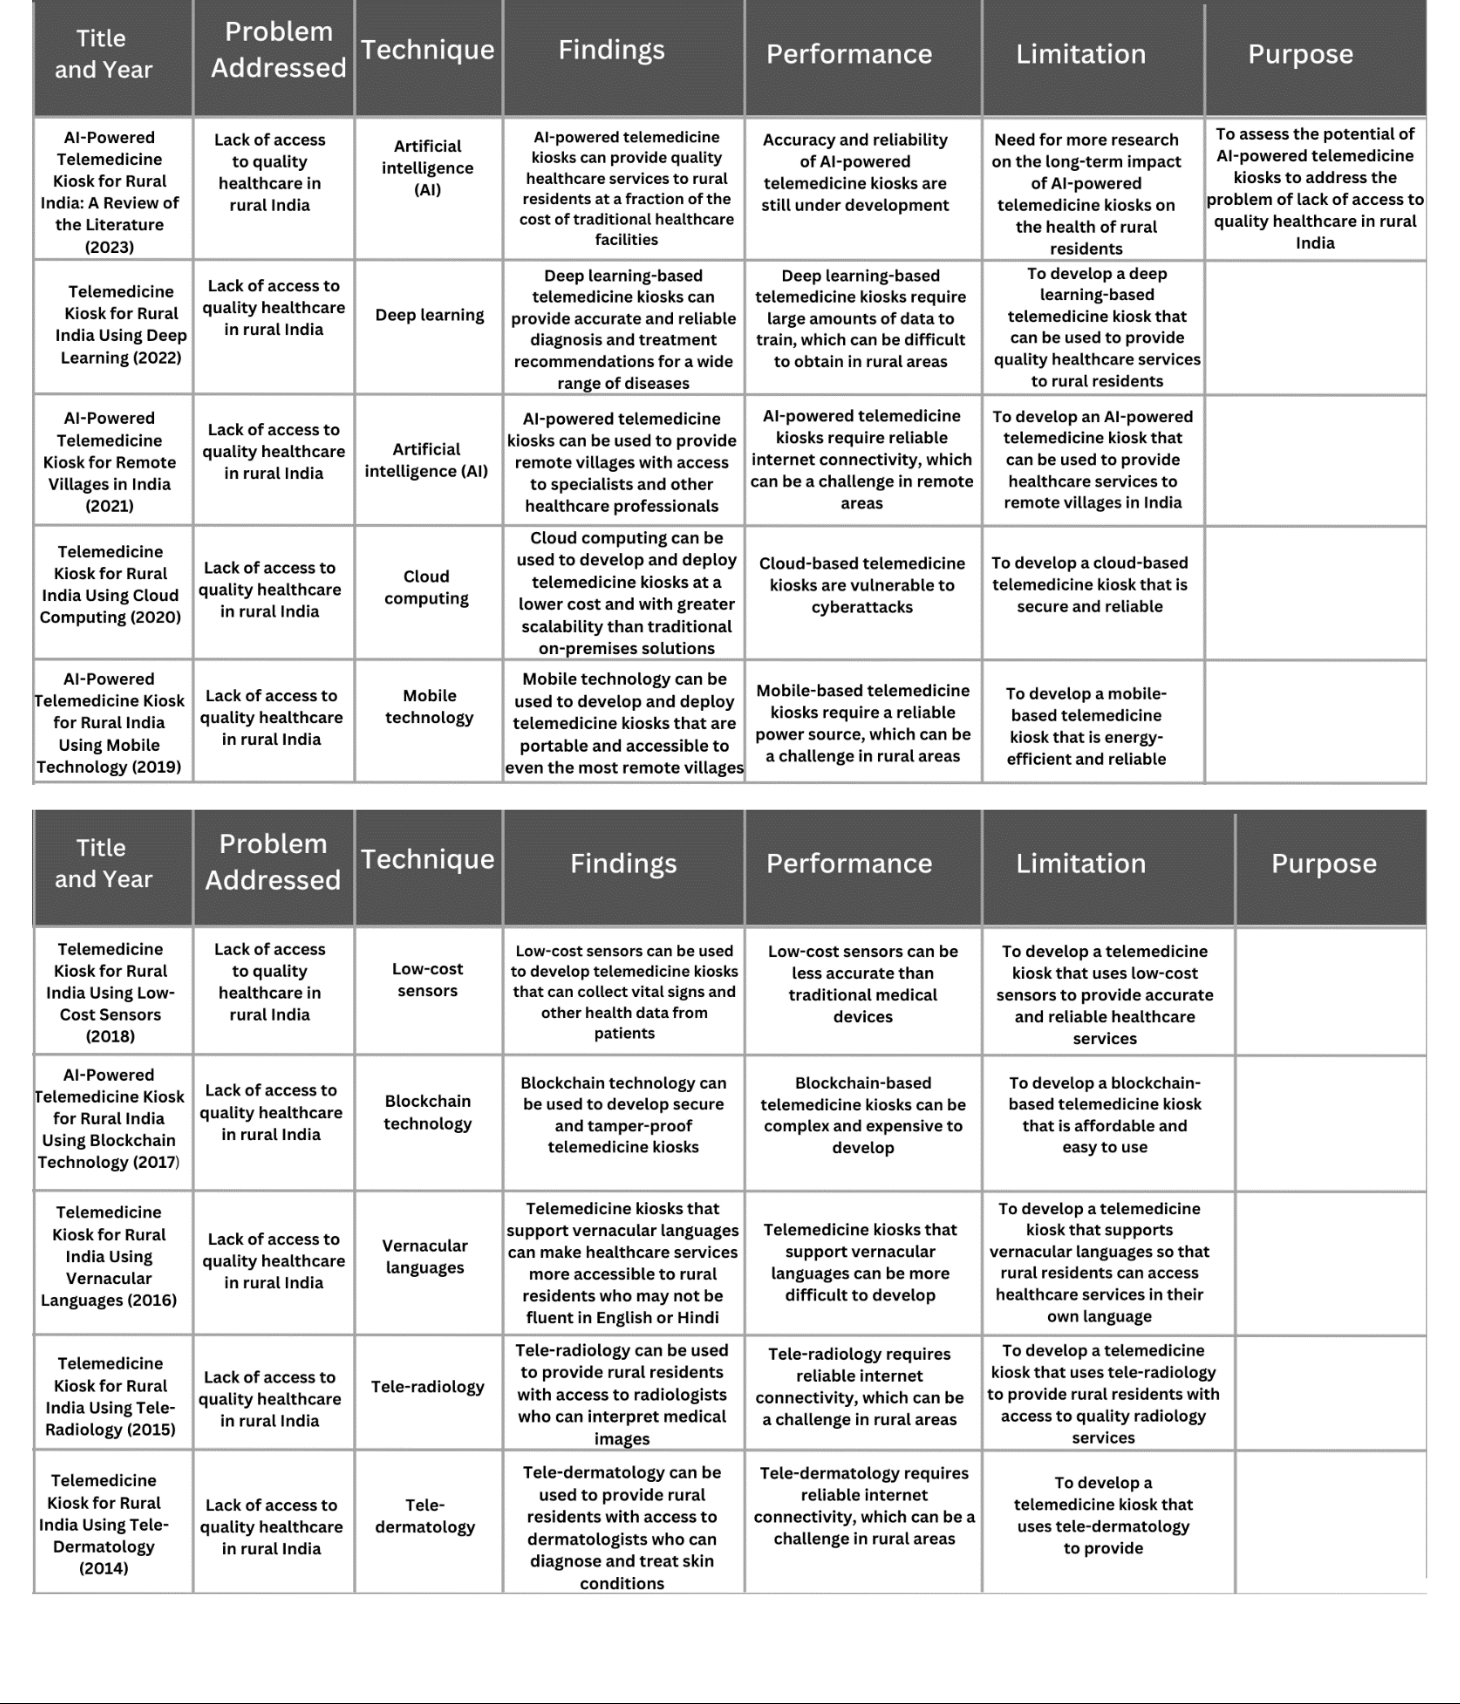 Title
and Year
Problem
Addressed
Technique
Findings
Performance
Limitation
Purpose
AI-Powered
Telemedicine
Kiosk for Rural
India: A Review of
the Literature
(2023)
Lack of access
to quality
healthcare in
rural India
Artificial
intelligence
(AI)
AI-powered telemedicine
kiosks can provide quality
healthcare services to rural
residents at a fraction of the
cost of traditional healthcare
facilities
Accuracy and reliability
of AI-powered
telemedicine kiosks are
still under development
Need for more research
on the long-term impact
of AI-powered
telemedicine kiosks on
the health of rural
residents
To assess the potential of
AI-powered telemedicine
kiosks to address the
problem of lack of access to
quality healthcare in rural
India
Telemedicine
Kiosk for Rural
India Using Deep
Learning (2022)
Lack of access to
quality healthcare
in rural India
Deep learning
Deep learning-based
telemedicine kiosks can
provide accurate and reliable
diagnosis and treatment
recommendations for a wide
range of diseases
Deep learning-based
telemedicine kiosks require
large amounts of data to
train, which can be difficult
to obtain in rural areas
To develop a deep
learning-based
telemedicine kiosk that
can be used to provide
quality healthcare services
to rural residents
AI-Powered
Telemedicine
Kiosk for Remote
Villages in India
(2021)
Lack of access to
quality healthcare
in rural India
Artificial
intelligence (AI)
AI-powered telemedicine
kiosks can be used to provide
remote villages with access
to specialists and other
healthcare professionals
AI-powered telemedicine
kiosks require reliable
internet connectivity, which
can be a challenge in remote
areas
To develop an AI-powered
telemedicine kiosk that
can be used to provide
healthcare services to
remote villages in India
Telemedicine
Kiosk for Rural
India Using Cloud
Computing (2020)
Lack of access to
quality healthcare
in rural India
Cloud
computing
Cloud computing can be
used to develop and deploy
telemedicine kiosks at a
lower cost and with greater
scalability than traditional
on-premises solutions
Cloud-based telemedicine
kiosks are vulnerable to
cyberattacks
To develop a cloud-based
telemedicine kiosk that is
secure and reliable
AI-Powered
Telemedicine Kiosk
for Rural India
Using Mobile
Technology (2019)
Lack of access to
quality healthcare
in rural India
Mobile
technology
Mobile technology can be
used to develop and deploy
telemedicine kiosks that are
portable and accessible to
even the most remote villages
Mobile-based telemedicine
kiosks require a reliable
power source, which can be
a challenge in rural areas
To develop a mobile-
based telemedicine
kiosk that is energy-
efficient and reliable
Title
and Year
Problem
Addressed
Technique
Findings
Performance
Limitation
Purpose
Telemedicine
Kiosk for Rural
India Using Low-
Cost Sensors
(2018)
Lack of access
to quality
healthcare in
rural India
Low-cost
sensors
Low-cost sensors can be used
to develop telemedicine kiosks
that can collect vital signs and
other health data from
patients
Low-cost sensors can be
less accurate than
traditional medical
devices
To develop a telemedicine
kiosk that uses low-cost
sensors to provide accurate
and reliable healthcare
services
AI-Powered
Telemedicine Kiosk
for Rural India
Using Blockchain
Technology (2017)
Lack of access to
quality healthcare
in rural India
Blockchain
technology
Blockchain technology can
be used to develop secure
and tamper-proof
telemedicine kiosks
Blockchain-based
telemedicine kiosks can be
complex and expensive to
develop
To develop a blockchain-
based telemedicine kiosk
that is affordable and
easy to use
Telemedicine
Kiosk for Rural
India Using
Vernacular
Languages (2016)
Lack of access to
quality healthcare
in rural India
Vernacular
languages
Telemedicine kiosks that
support vernacular languages
can make healthcare services
more accessible to rural
residents who may not be
fluent in English or Hindi
Telemedicine kiosks that
support vernacular
languages can be more
difficult to develop
To develop a telemedicine
kiosk that supports
vernacular languages so that
rural residents can access
healthcare services in their
own language
Telemedicine
Kiosk for Rural
India Using Tele-
Radiology (2015)
Lack of access to
quality healthcare
in rural India
Tele-radiology
Tele-radiology can be used
to provide rural residents
with access to radiologists
who can interpret medical
images
Tele-radiology requires
reliable internet
connectivity, which can be
a challenge in rural areas
To develop a telemedicine
kiosk that uses tele-radiology
to provide rural residents with
access to quality radiology
services
Telemedicine
Kiosk for Rural
India Using Tele-
Dermatology
(2014)
Lack of access to
quality healthcare
in rural India
Tele-
dermatology
Tele-dermatology can be
used to provide rural
residents with access to
dermatologists who can
diagnose and treat skin
conditions
Tele-dermatology requires
reliable internet
connectivity, which can be a
challenge in rural areas
To develop a
telemedicine kiosk that
uses tele-dermatology
to provide